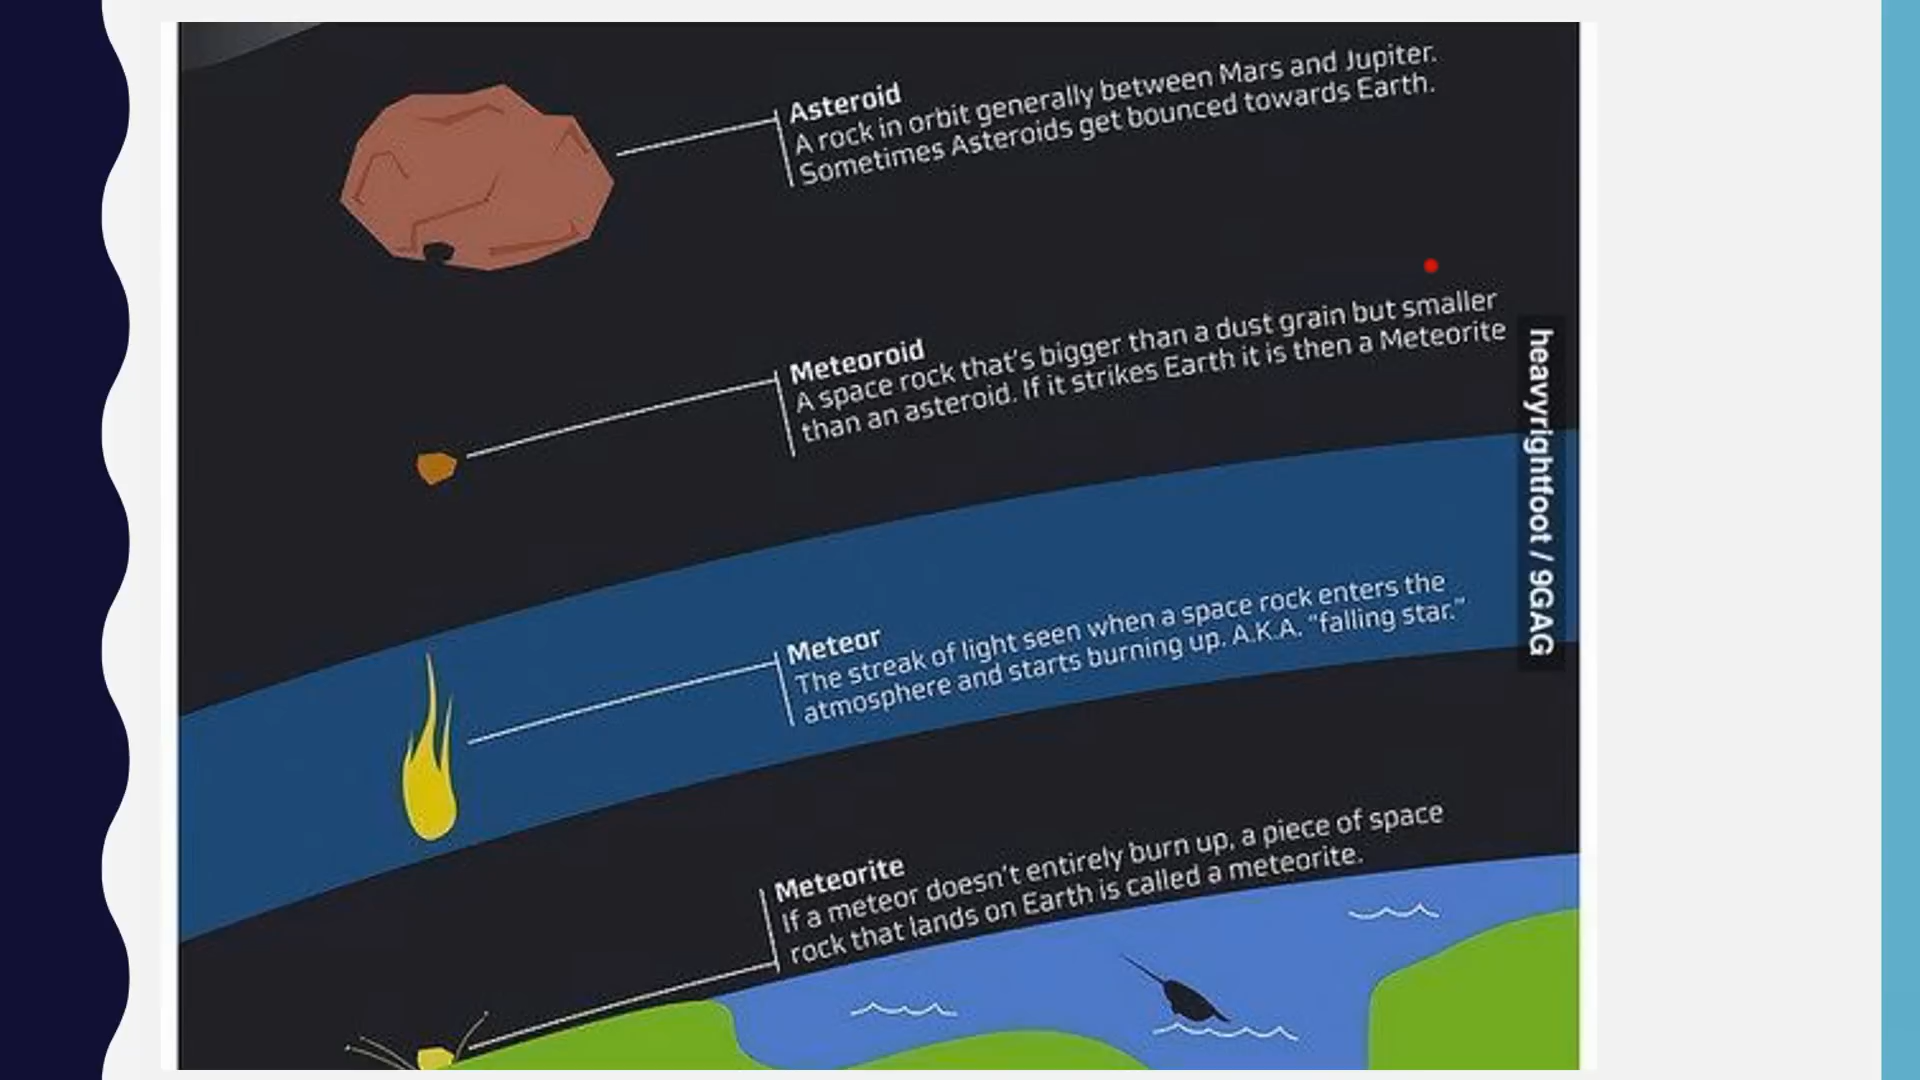 Asteroid
A rock in orbit generally between Mars and Jupiter.
Sometimes Asteroids get bounced towards Earth.
Meteoroid
A space rock that's bigger than a dust grain but smaller
than an asteroid. If it strikes Earth it is then a Meteorite
Meteor
The streak of light seen when a space rock enters the
atmosphere and starts burning up. A.K.A. "falling star."
Meteorite
If a meteor doesn't entirely burn up, a piece of space
rock that lands on Earth is called a meteorite.
heavyrightfoot / 9GAG